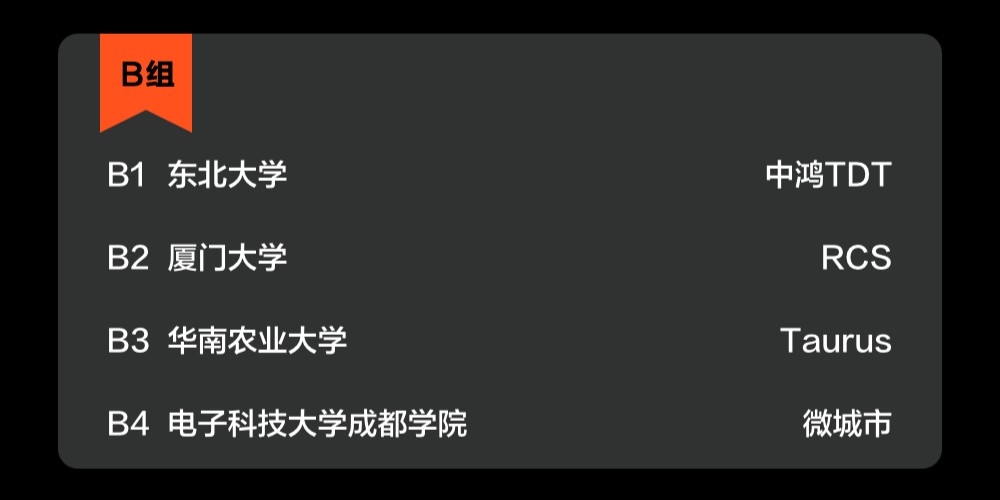 B组
B1 东北大学 中鸿TDT
B2 厦门大学 RCS
B3 华南农业大学 Taurus
B4 电子科技大学成都学院 微城市